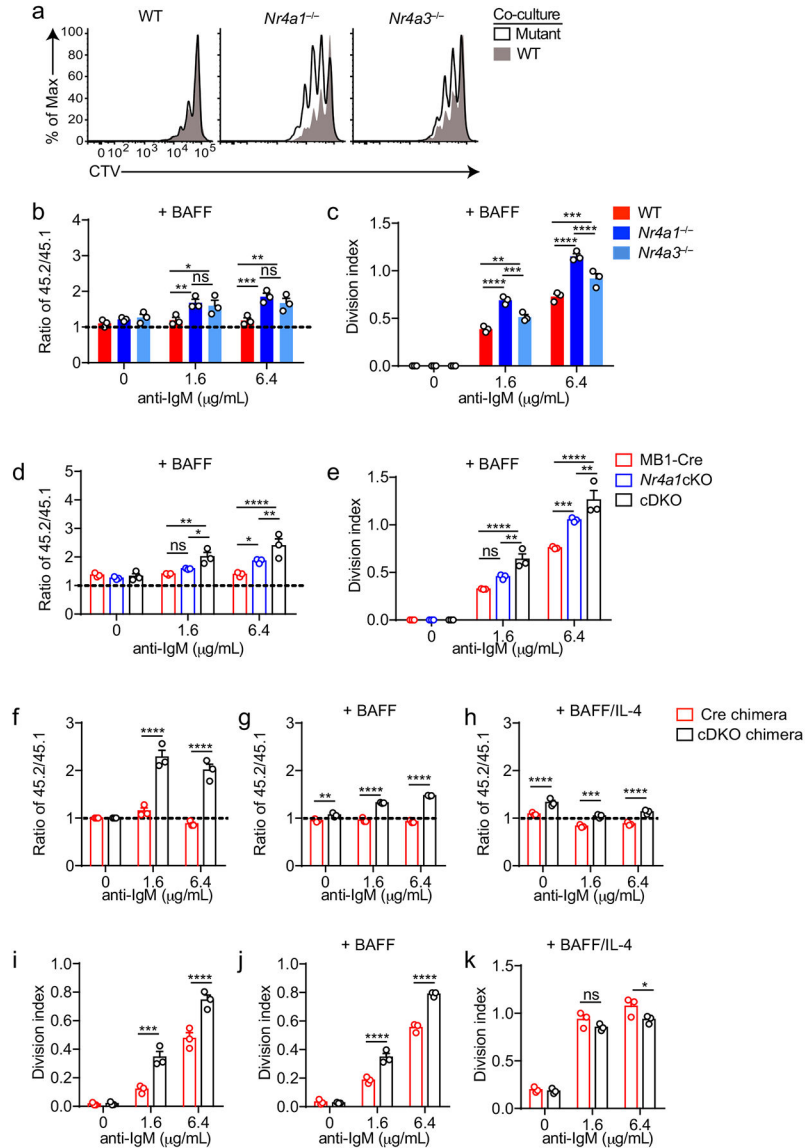 a
WT
Nr4a1–/–
Nr4a3–/–
Co-culture
Mutant
WT
% of Max
100
80
60
40
20
0
0 10² 10³ 10⁴ 10⁵
CTV
b
+ BAFF
Ratio of 45.2/45.1
4
3
2
1
0
* ** ns
** *** ns
0 1.6 6.4
anti-IgM (μg/mL)
c
+ BAFF
Division index
1.5
1.0
0.5
0.0
** **** ***
*** **** ****
0 1.6 6.4
anti-IgM (μg/mL)
WT
Nr4a1–/–
Nr4a3–/–
d
+ BAFF
Ratio of 45.2/45.1
5
4
3
2
1
0
** ns *
**** * **
0 1.6 6.4
anti-IgM (μg/mL)
e
+ BAFF
Division index
1.5
1.0
0.5
0.0
**** ns **
**** *** **
0 1.6 6.4
anti-IgM (μg/mL)
MB1-Cre
Nr4a1cKO
cDKO
f
Ratio of 45.2/45.1
3
2
1
0
**** ****
0 1.6 6.4
anti-IgM (μg/mL)
g
+ BAFF
Ratio of 45.2/45.1
3
2
1
0
** **** ****
0 1.6 6.4
anti-IgM (μg/mL)
h
+ BAFF/IL-4
Ratio of 45.2/45.1
3
2
1
0
**** *** ****
0 1.6 6.4
anti-IgM (μg/mL)
Cre chimera
cDKO chimera
i
Division index
1.0
0.8
0.6
0.4
0.2
0.0
*** ****
0 1.6 6.4
anti-IgM (μg/mL)
j
+ BAFF
Division index
1.0
0.8
0.6
0.4
0.2
0.0
**** ****
0 1.6 6.4
anti-IgM (μg/mL)
k
+ BAFF/IL-4
Division index
1.5
1.0
0.5
0.0
ns *
0 1.6 6.4
anti-IgM (μg/mL)